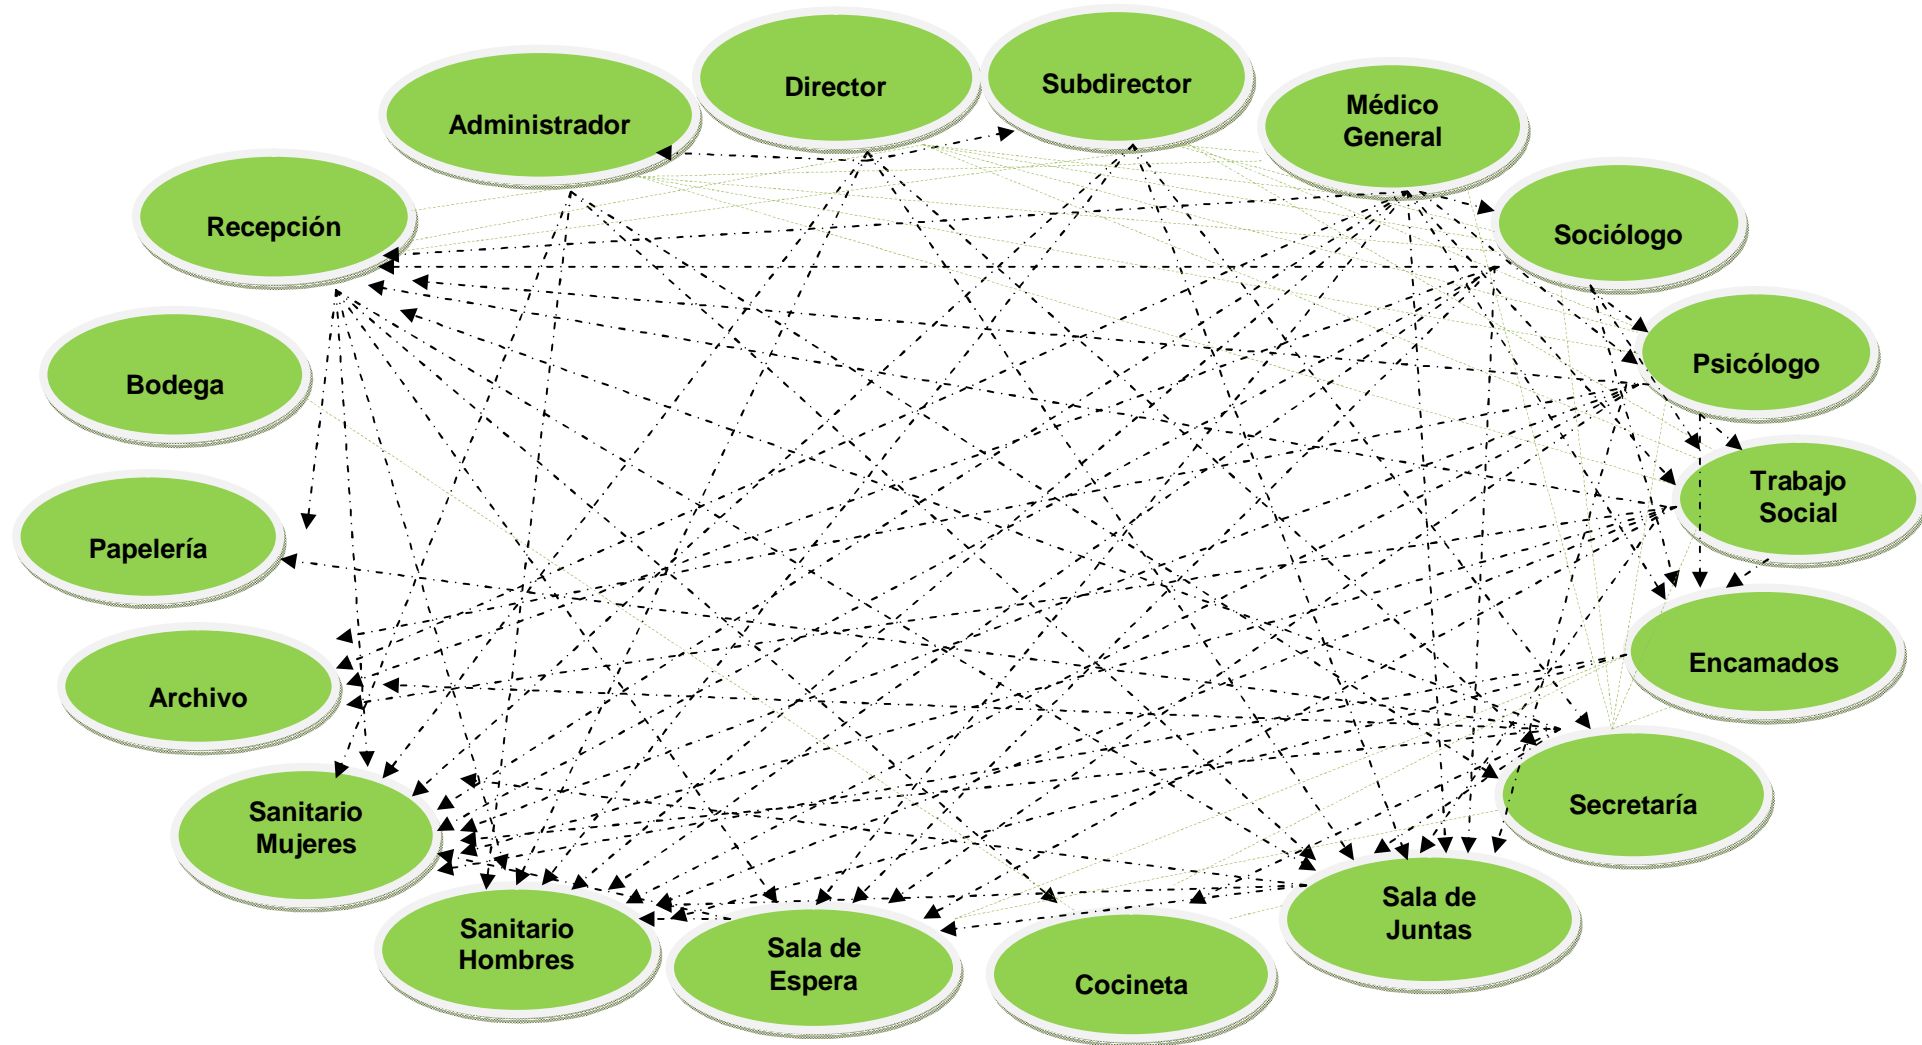 Director
Subdirector
Administrador
Médico
General
Recepción
Sociólogo
Bodega
Psicólogo
Papelería
Trabajo
Social
Archivo
Encamados
Sanitario
Mujeres
Secretaría
Sanitario
Hombres
Sala de
Espera
Cocineta
Sala de
Juntas